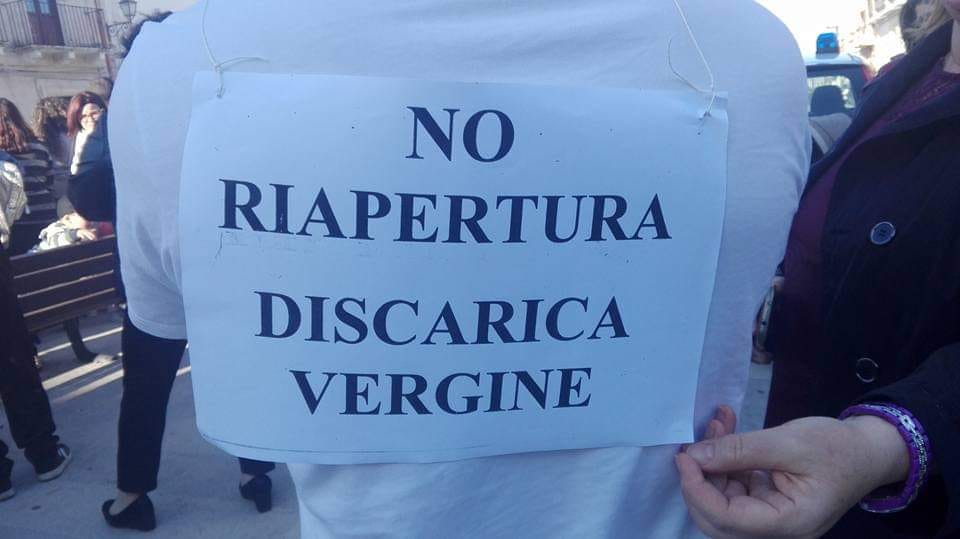 NO
RIAPERTURA
DISCARICA
VERGINE